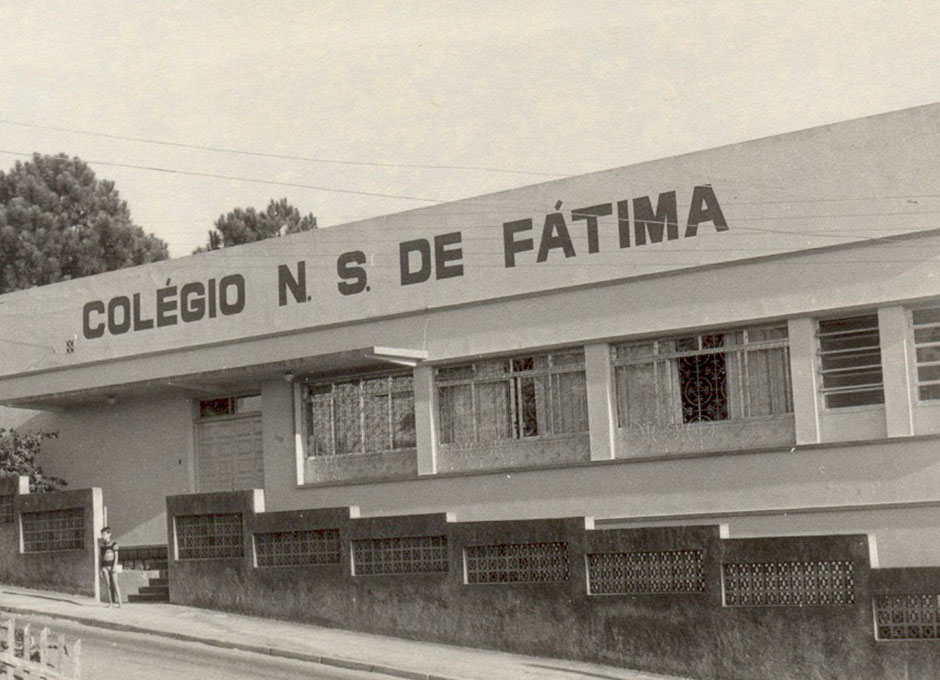 COLÉGIO N. S. DE FÁTIMA